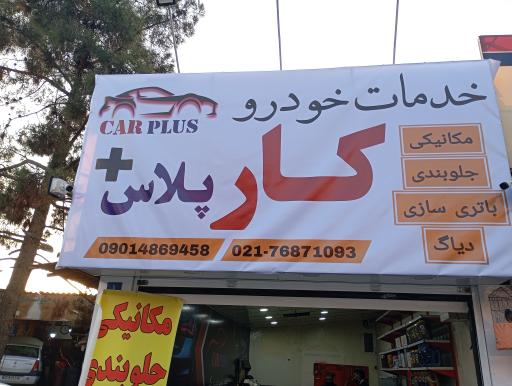 خدمات خودرو
CAR PLUS
کار پلاس +
مکانیکی
جلوبندی
باتری سازی
دیاگ
09014869458 / 021-76871093
مکانیکی
جلوبندی